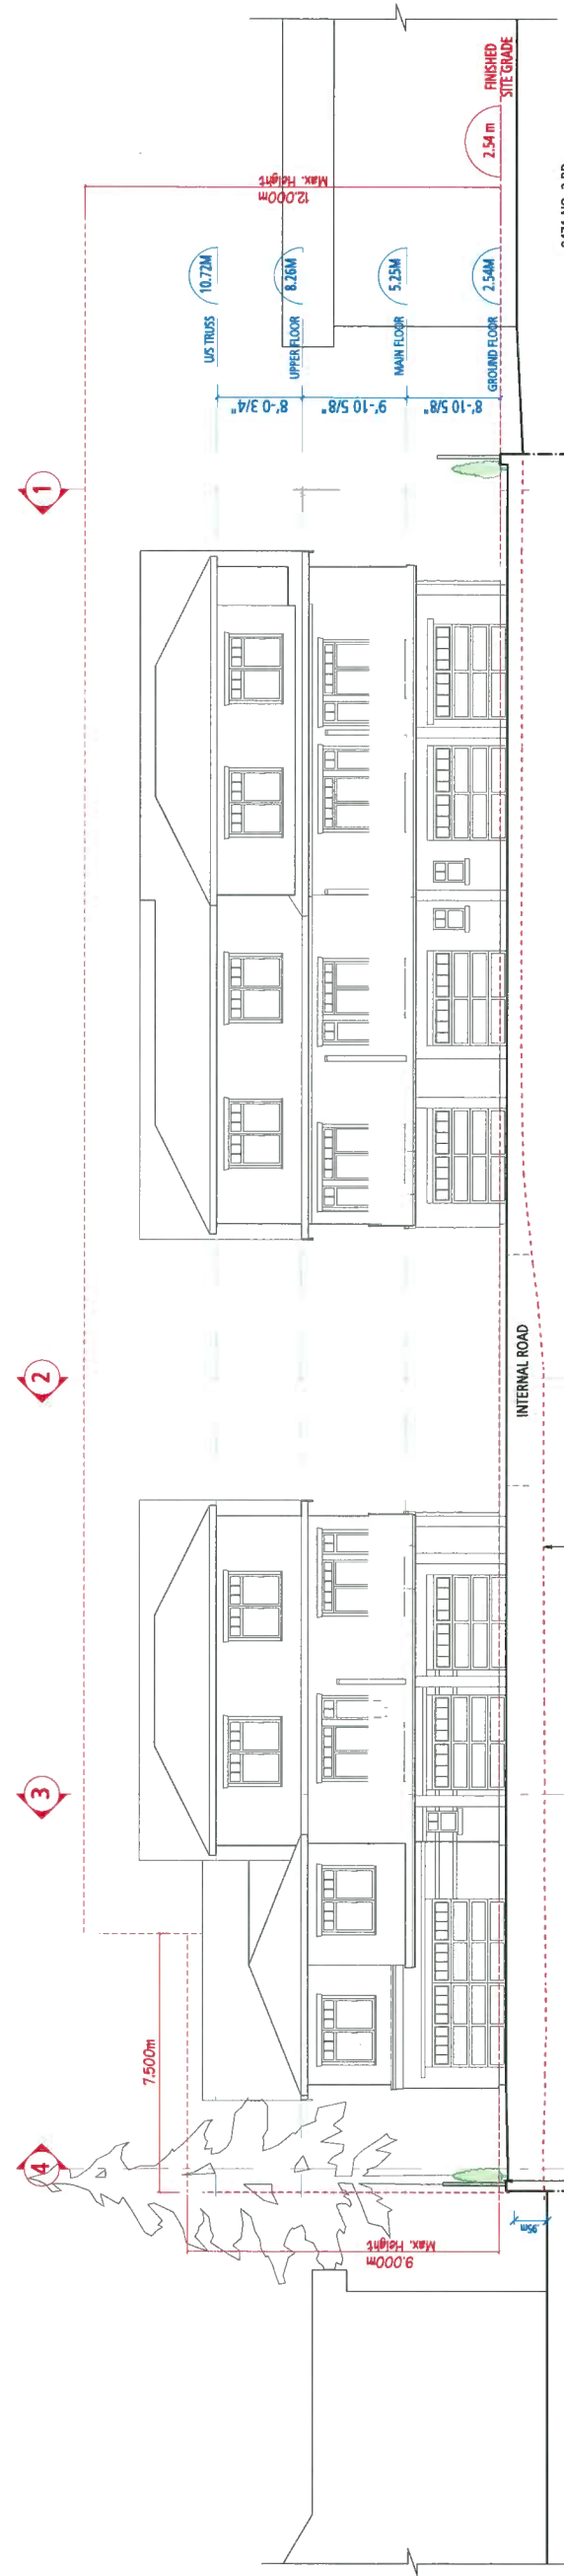 FINISHED
SITE GRADE
2.54 m
12.000m
Max. Height
10.72M
8.26M
5.25M
2.54M
U/S TRUSS
UPPER FLOOR
MAIN FLOOR
GROUND FLOOR
8'-0 3/4"
9'-10 5/8"
8'-10 5/8"
1
2
INTERNAL ROAD
3
7.500m
4
9.000m
Max. Height
.95m